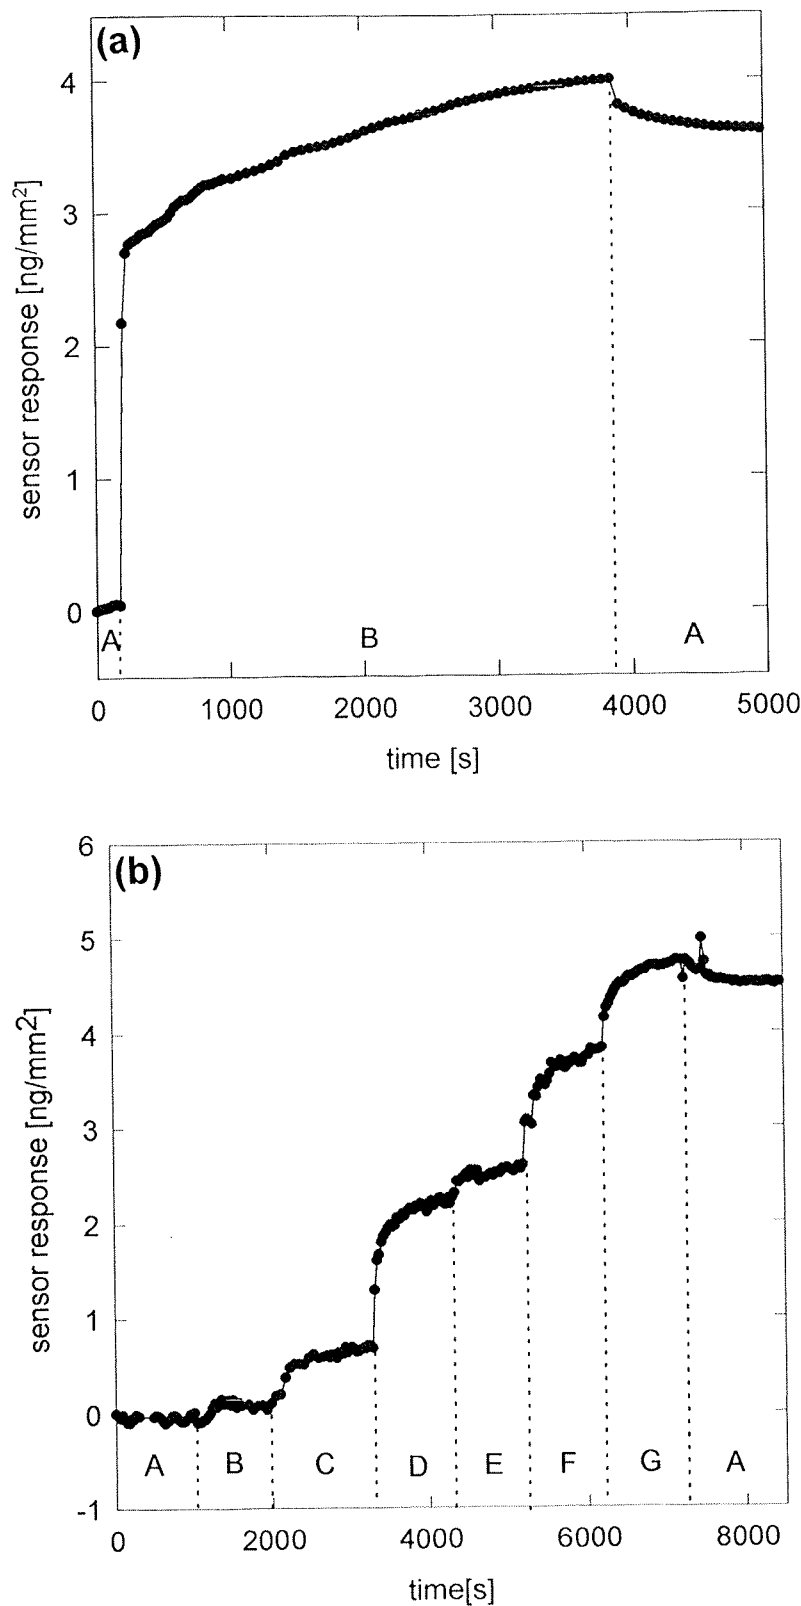 (a)
4
3
2
1
0
sensor response [ng/mm²]
A B A
0 1000 2000 3000 4000 5000
time [s]
(b)
6
5
4
3
2
1
0
-1
sensor response [ng/mm2]
A B C D E F G A
0 2000 4000 6000 8000
time[s]